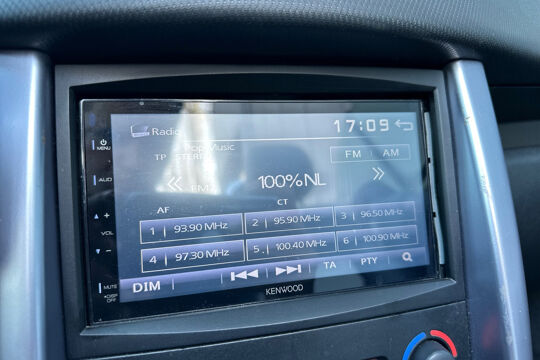 Radio 17:09
Pop Music
TP STEREO
FM AM
MENU
AUD
VOL
MUTE
DISP
OFF
100%NL
AF CT
1 93.90 MHz 2 95.90 MHz 3 96.50 MHz
4 97.30 MHz 5 100.40 MHz 6 100.90 MHz
DIM TA PTY
KENWOOD